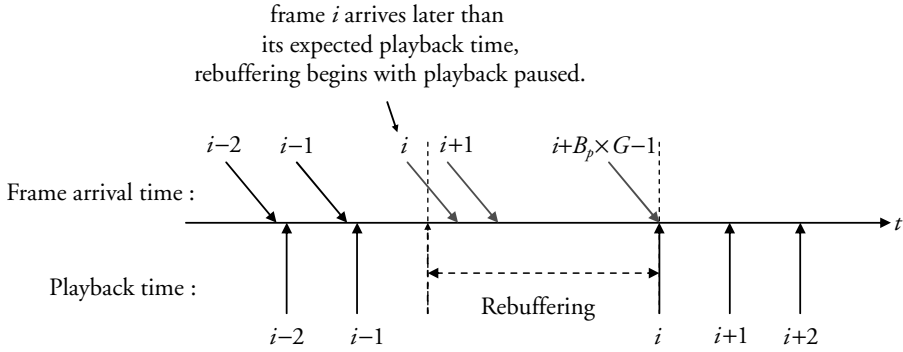 frame i arrives later than
its expected playback time,
rebuffering begins with playback paused.
i−2 i−1 i i+1 i+Bₚ×G−1
Frame arrival time :
t
Playback time :
Rebuffering
i−2 i−1 i i+1 i+2